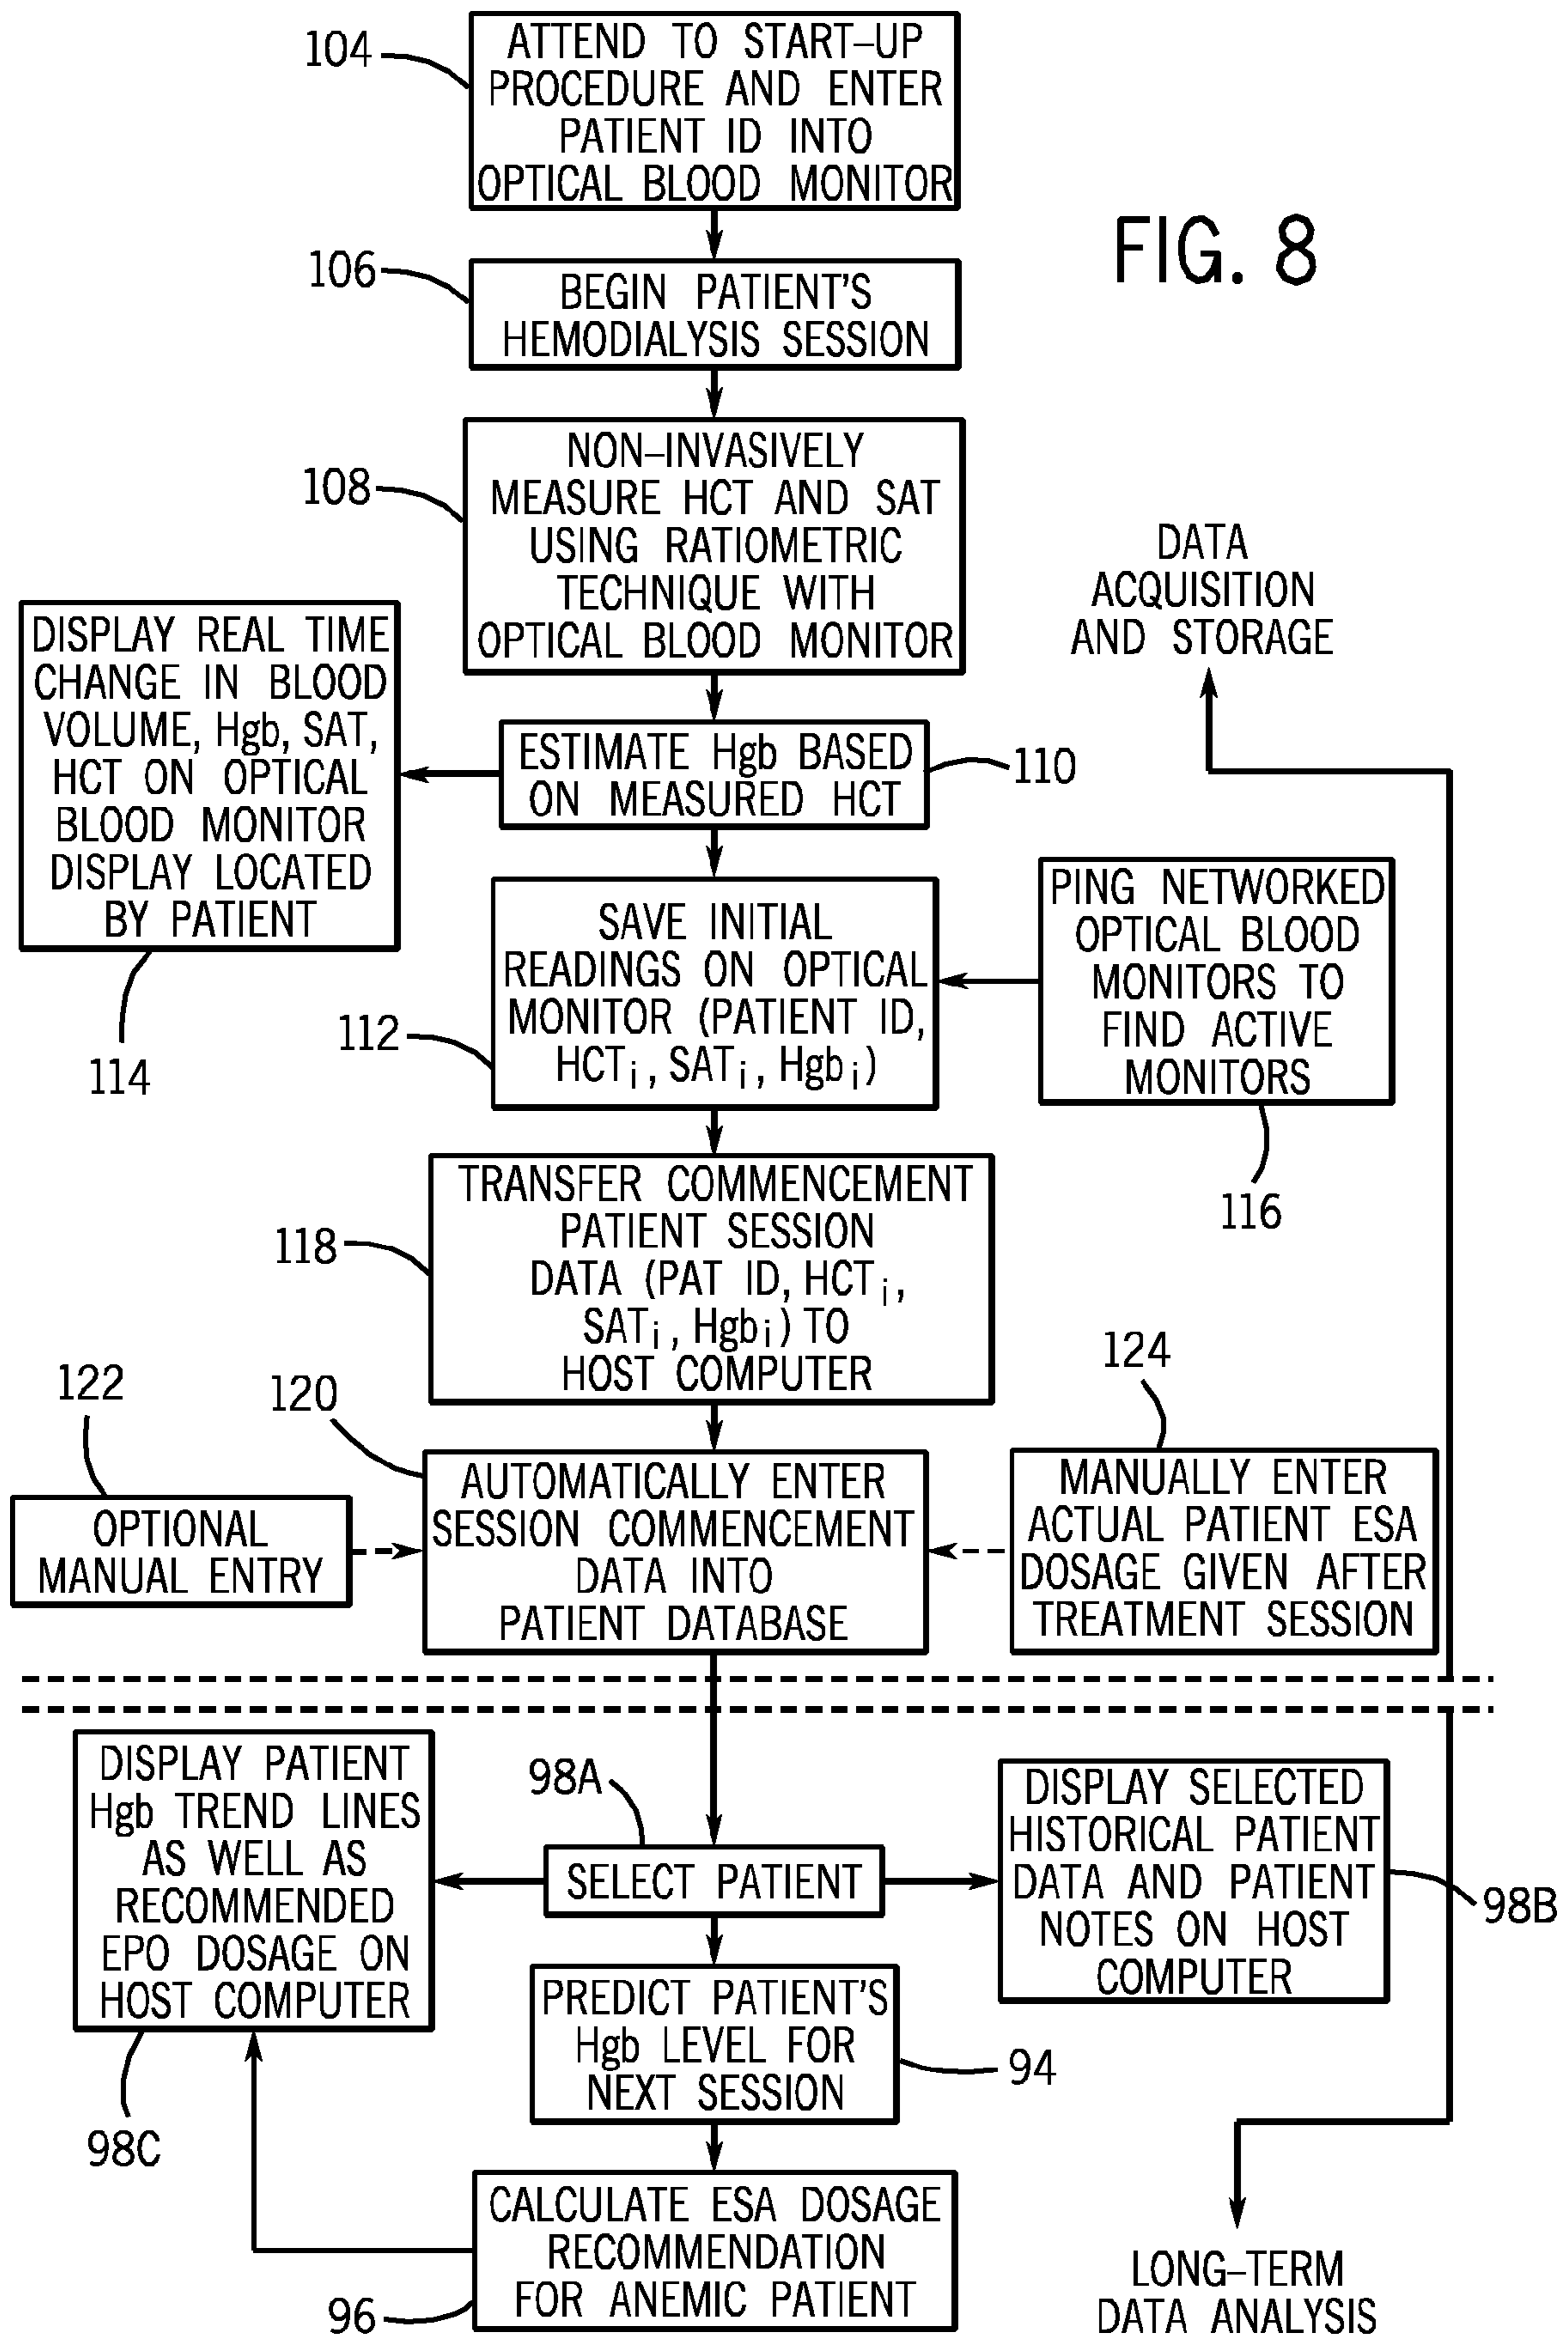 104
ATTEND TO START–UP
PROCEDURE AND ENTER
PATIENT ID INTO
OPTICAL BLOOD MONITOR
FIG. 8
106
BEGIN PATIENT'S
HEMODIALYSIS SESSION
108
NON–INVASIVELY
MEASURE HCT AND SAT
USING RATIOMETRIC
TECHNIQUE WITH
OPTICAL BLOOD MONITOR
DATA
ACQUISITION
AND STORAGE
DISPLAY REAL TIME
CHANGE IN BLOOD
VOLUME, Hgb, SAT,
HCT ON OPTICAL
BLOOD MONITOR
DISPLAY LOCATED
BY PATIENT
114
ESTIMATE Hgb BASED
ON MEASURED HCT
110
SAVE INITIAL
READINGS ON OPTICAL
MONITOR (PATIENT ID,
HCTi, SATi, Hgbi)
112
PING NETWORKED
OPTICAL BLOOD
MONITORS TO
FIND ACTIVE
MONITORS
116
118
TRANSFER COMMENCEMENT
PATIENT SESSION
DATA (PAT ID, HCTi,
SATi, Hgbi) TO
HOST COMPUTER
122
OPTIONAL
MANUAL ENTRY
120
AUTOMATICALLY ENTER
SESSION COMMENCEMENT
DATA INTO
PATIENT DATABASE
124
MANUALLY ENTER
ACTUAL PATIENT ESA
DOSAGE GIVEN AFTER
TREATMENT SESSION
DISPLAY PATIENT
Hgb TREND LINES
AS WELL AS
RECOMMENDED
EPO DOSAGE ON
HOST COMPUTER
98C
98A
SELECT PATIENT
DISPLAY SELECTED
HISTORICAL PATIENT
DATA AND PATIENT
NOTES ON HOST
COMPUTER
98B
PREDICT PATIENT'S
Hgb LEVEL FOR
NEXT SESSION
94
CALCULATE ESA DOSAGE
RECOMMENDATION
FOR ANEMIC PATIENT
96
LONG–TERM
DATA ANALYSIS